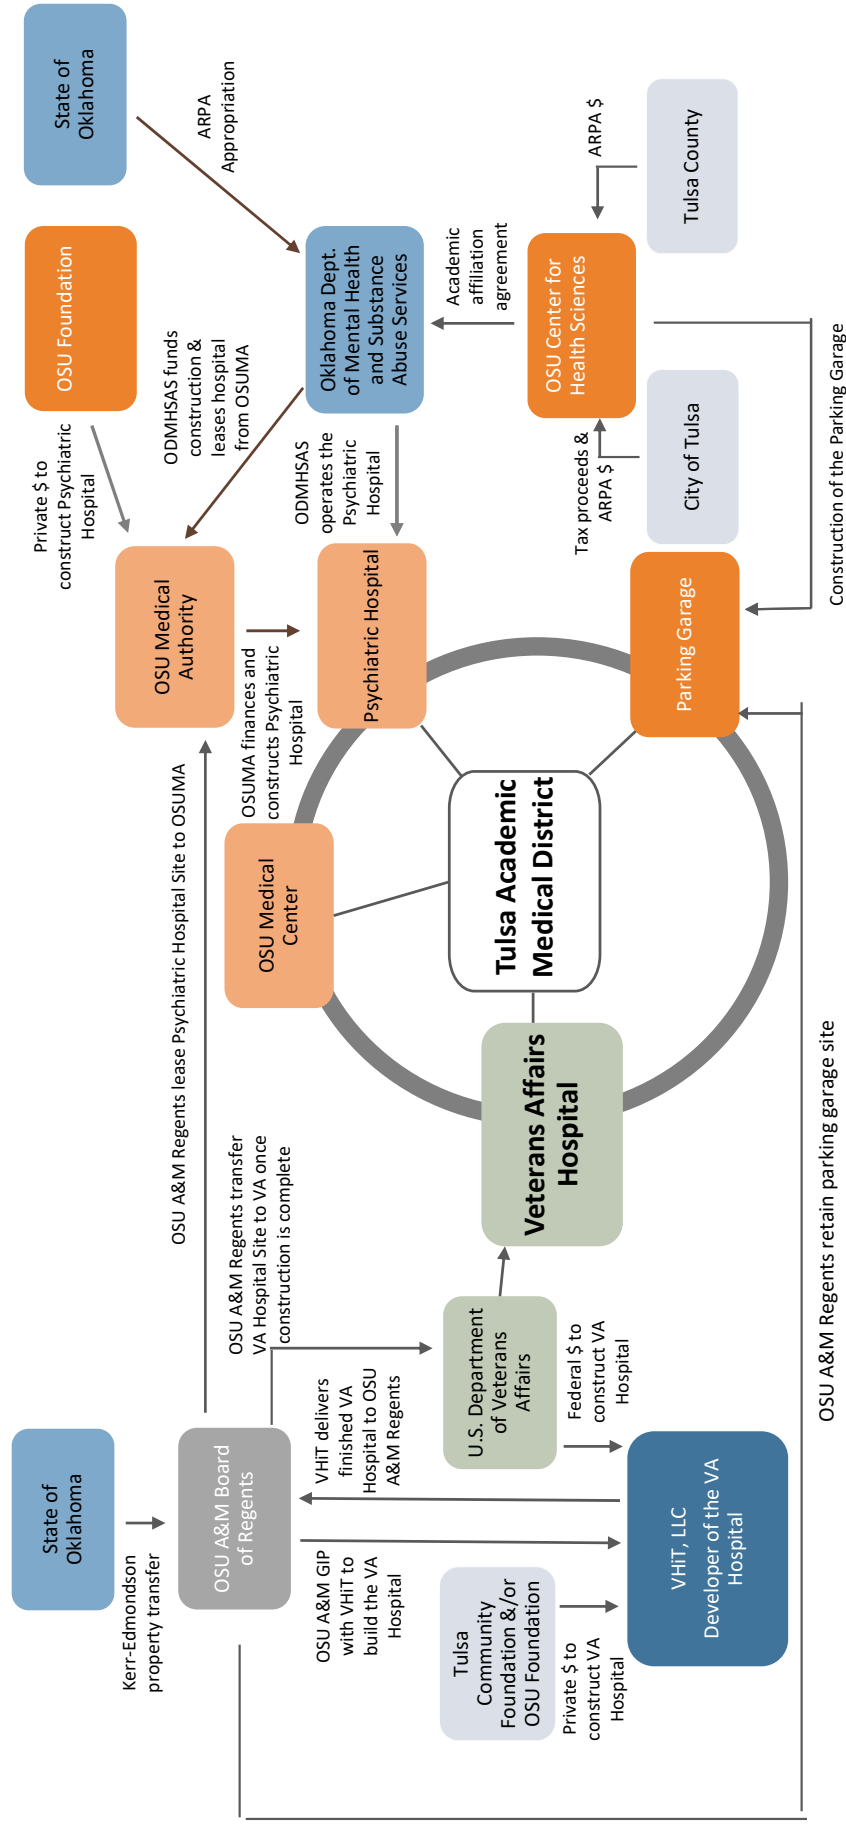 State of
Oklahoma
Kerr-Edmondson
property transfer
OSU A&M Board
of Regents
OSU A&M Regents lease Psychiatric Hospital Site to OSUMA
OSU A&M Regents transfer
VA Hospital Site to VA once
construction is complete
VHiT delivers
finished VA
Hospital to OSU
A&M Regents
OSU A&M GIP
with VHiT to
build the VA
Hospital
Tulsa
Community
Foundation &/or
OSU Foundation
Private $ to
construct VA
Hospital
U.S. Department
of Veterans
Affairs
Federal $ to
construct VA
Hospital
VHiT, LLC
Developer of the VA
Hospital
OSU A&M Regents retain parking garage site
Veterans Affairs
Hospital
Tulsa Academic
Medical District
OSU Medical
Center
OSU Medical
Authority
OSUMA finances and
constructs Psychiatric
Hospital
Psychiatric Hospital
Parking Garage
Private $ to
construct Psychiatric
Hospital
OSU Foundation
ODMHSAS funds
construction &
leases hospital
from OSUMA
ODMHSAS
operates the
Psychiatric
Hospital
State of
Oklahoma
ARPA
Appropriation
Oklahoma Dept.
of Mental Health
and Substance
Abuse Services
Academic
affiliation
agreement
OSU Center for
Health Sciences
Tax proceeds &
ARPA $
City of Tulsa
ARPA $
Tulsa County
Construction of the Parking Garage